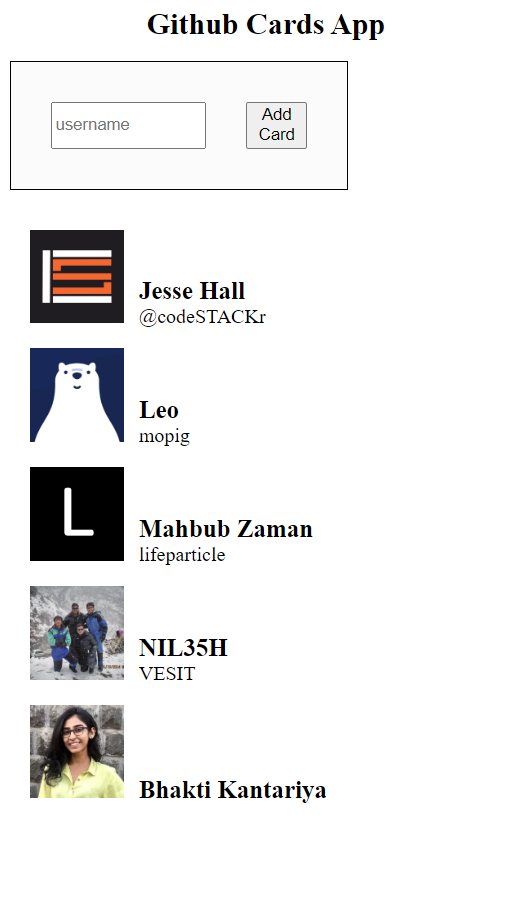 Github Cards App
username
Add
Card
Jesse Hall
@codeSTACKr
Leo
mopig
L
Mahbub Zaman
lifeparticle
NIL35H
VESIT
Bhakti Kantariya